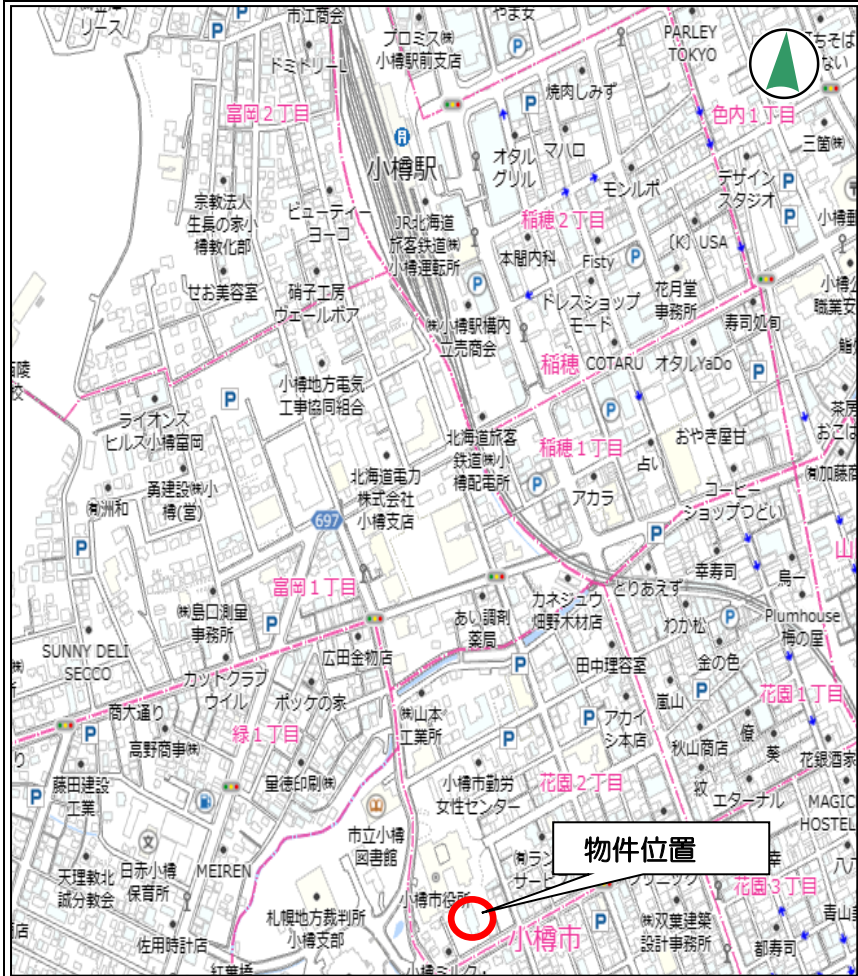 リース
市江商会
ドミトリーL
富岡2丁目
プロミス㈱
小樽駅前支店
やま女
PARLEY
TOKYO
焼肉しみず
色内1丁目
小樽駅
オタル
グリル
マハロ
モンルポ
デザイン
スタジオ
三箇㈱
宗教法人
生長の家小
樽教化部
ビューティー
ヨーコ
JR北海道
旅客鉄道㈱
小樽運転所
稲穂2丁目
本間内科
Fisty
〔K〕USA
せお美容室
硝子工房
ヴェールボア
ドレスショップ
モード
花月堂
事務所
寿司処旬
㈱小樽駅構内
立売商会
稲穂
COTARU
オタルYaDo
小樽地方電気
工事協同組合
ライオンズ
ヒルズ小樽富岡
北海道旅客
鉄道㈱小
樽配電所
稲穂1丁目
占い
おやき屋甘
勇建設㈱小
樽(営)
㈲洲和
北海道電力
株式会社
小樽支店
アカラ
コーヒー
ショップつどい
697
富岡1丁目
㈱島口測量
事務所
あい調剤
薬局
カネジュウ
畑野木材店
とりあえず
幸寿司
鳥一
わか松
Plumhouse
梅の屋
SUNNY DELI
SECCO
広田金物店
カットクラブ
ウイル
ポッケの家
田中理容室
金の色
花園1丁目
商大通り
高野商事㈱
緑1丁目
㈱山本
工業所
アカイ
シ本店
嵐山
秋山商店
僚
葵
花銀酒家
藤田建設
工業
量徳印刷㈱
小樽市勤労
女性センター
花園2丁目
紋
エターナル
MAGIC
HOSTEL
市立小樽
図書館
物件位置
天理教北
誠分教会
日赤小樽
保育所
MEIREN
小樽市役所
花園3丁目
札幌地方裁判所
小樽支部
小樽市
㈱双葉建築
設計事務所
都寿司
佐用時計店
紅葉橋